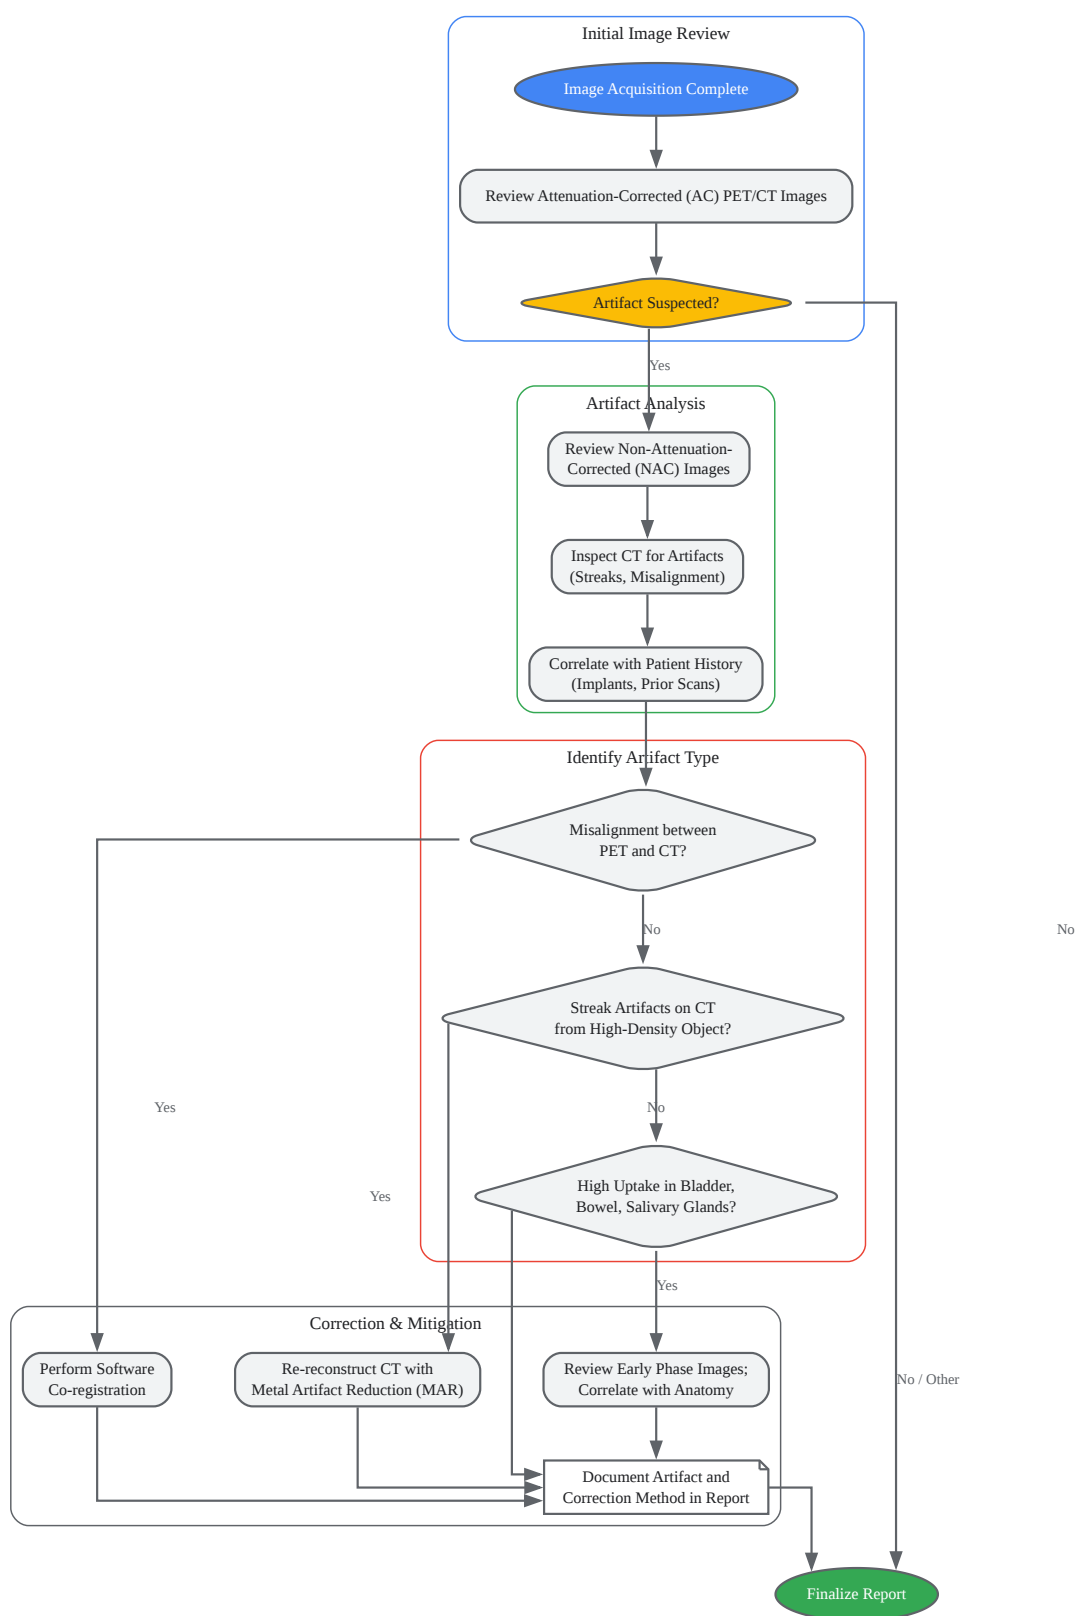 Initial Image Review
Image Acquisition Complete
Review Attenuation-Corrected (AC) PET/CT Images
Artifact Suspected?
Yes
Artifact Analysis
Review Non-Attenuation-
Corrected (NAC) Images
Inspect CT for Artifacts
(Streaks, Misalignment)
Correlate with Patient History
(Implants, Prior Scans)
Identify Artifact Type
Misalignment between
PET and CT?
No
No
Streak Artifacts on CT
from High-Density Object?
Yes
No
Yes
High Uptake in Bladder,
Bowel, Salivary Glands?
Yes
Correction & Mitigation
Perform Software
Co-registration
Re-reconstruct CT with
Metal Artifact Reduction (MAR)
Review Early Phase Images;
Correlate with Anatomy
No / Other
Document Artifact and
Correction Method in Report
Finalize Report